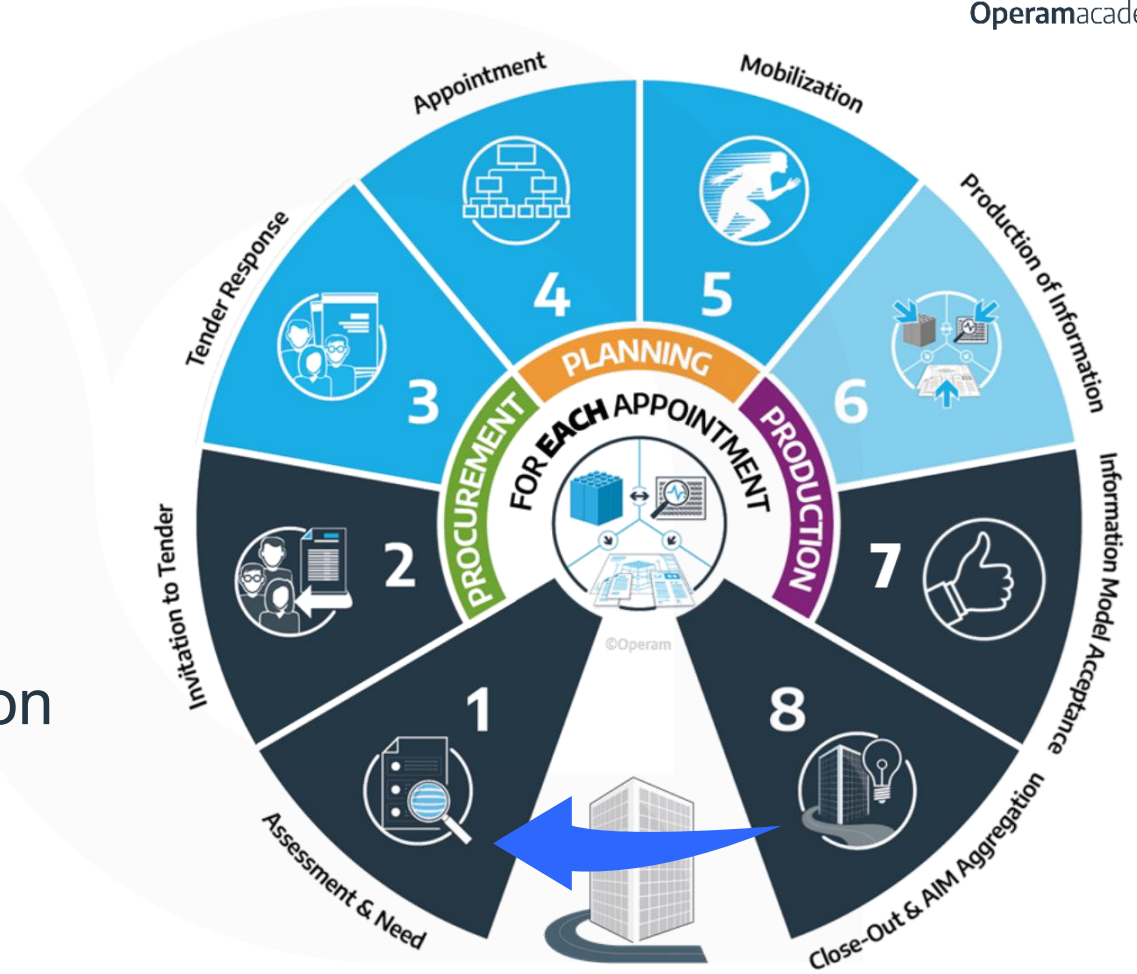 Operamacade
Appointment
Mobilization
Tender Response
Production of Information
4
5
PLANNING
3
6
FOR EACH APPOINTMENT
PROCUREMENT
PRODUCTION
Invitation to Tender
2
7
Information Model Acceptance
©Operam
on
1
8
Assessment & Need
Close-Out & AIM Aggregation